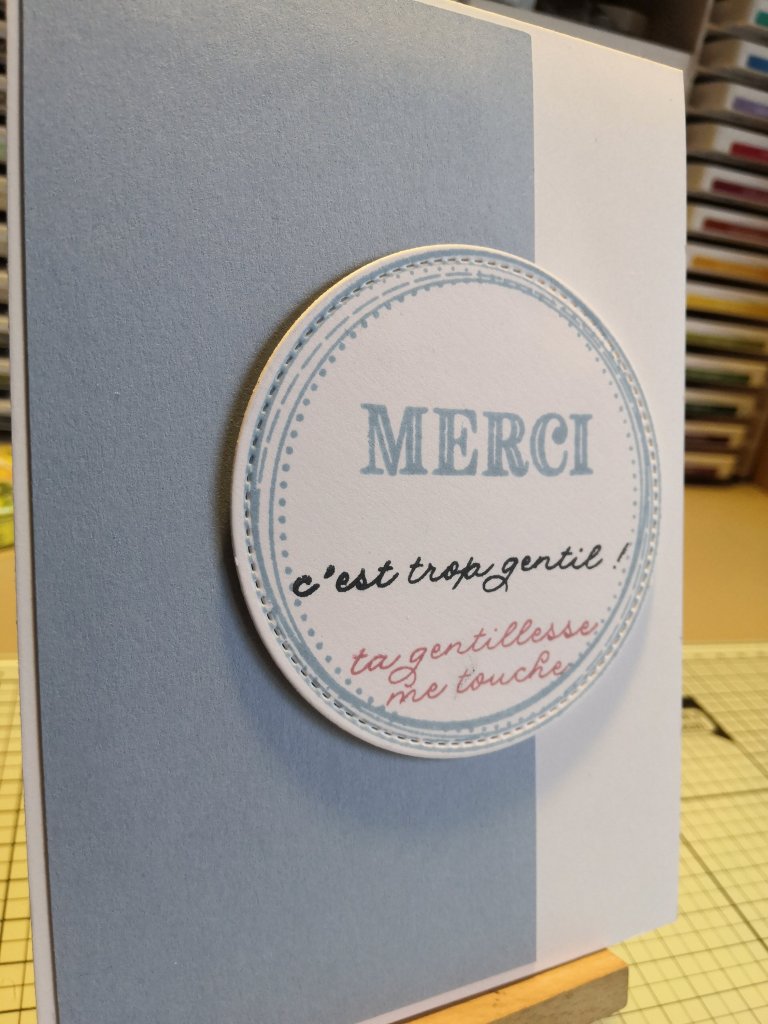 MERCI
c'est trop gentil !
ta gentillesse
me touche